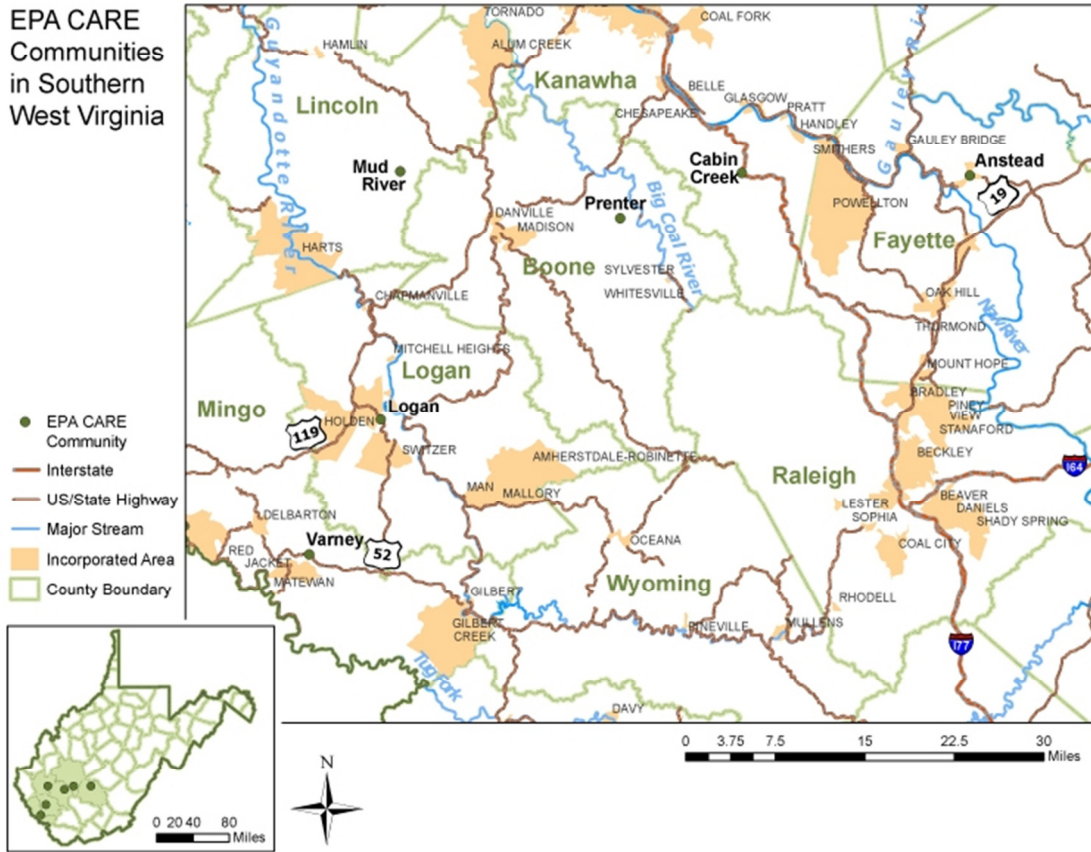 EPA CARE
Communities
in Southern
West Virginia
TORNADO
COAL FORK
HAMLIN
ALUM CREEK
Guyandotte River
Lincoln
Kanawha
BELLE
CHESAPEAKE
GLASGOW
PRATT
HANDLEY
SMITHERS
Gauley Riv
GAULEY BRIDGE
Mud
River
Cabin
Creek
Anstead
19
Prenter
Big Coal River
POWELLTON
DANVILLE
MADISON
Fayette
HARTS
Boone
SYLVESTER
WHITESVILLE
CHAPMANVILLE
OAK HILL
New River
THURMOND
MITCHELL HEIGHTS
MOUNT HOPE
Logan
BRADLEY
Mingo
Logan
PINEY
VIEW
HOLDEN
STANAFORD
119
SWITZER
BECKLEY
AMHERSTDALE-ROBINETTE
Raleigh
I64
MAN
MALLORY
LESTER
SOPHIA
BEAVER
DANIELS
SHADY SPRING
DELBARTON
Varney
52
OCEANA
COAL CITY
RED
JACKET
MATEWAN
Wyoming
GILBERT
RHODELL
GILBERT
CREEK
PINEVILLE
MULLENS
I77
Tug Fork
DAVY
EPA CARE
Community
Interstate
US/State Highway
Major Stream
Incorporated Area
County Boundary
0 3.75 7.5 15 22.5 30
Miles
N
0 20 40 80
Miles